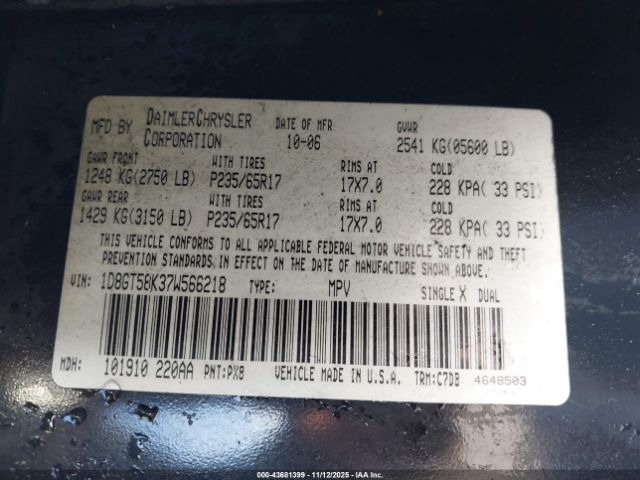 MFD BY DAIMLERCHRYSLER CORPORATION DATE OF MFR 10-06 GVWR 2541 KG(05600 LB)
GAWR FRONT WITH TIRES RIMS AT COLD
1248 KG(2750 LB) P235/65R17 17X7.0 228 KPA( 33 PSI)
GAWR REAR WITH TIRES RIMS AT COLD
1429 KG(3150 LB) P235/65R17 17X7.0 228 KPA( 33 PSI)
THIS VEHICLE CONFORMS TO ALL APPLICABLE FEDERAL MOTOR VEHICLE SAFETY AND THEFT
PREVENTION STANDARDS IN EFFECT ON THE DATE OF MANUFACTURE SHOWN ABOVE.
VIN: 1D8GT58K37W566218 TYPE: MPV SINGLE X DUAL
MDH: 101910 220AA PNT:PX8 VEHICLE MADE IN U.S.A. TRM:C7DB 4648503
000-43681399 - 11/12/2025 - IAA Inc.